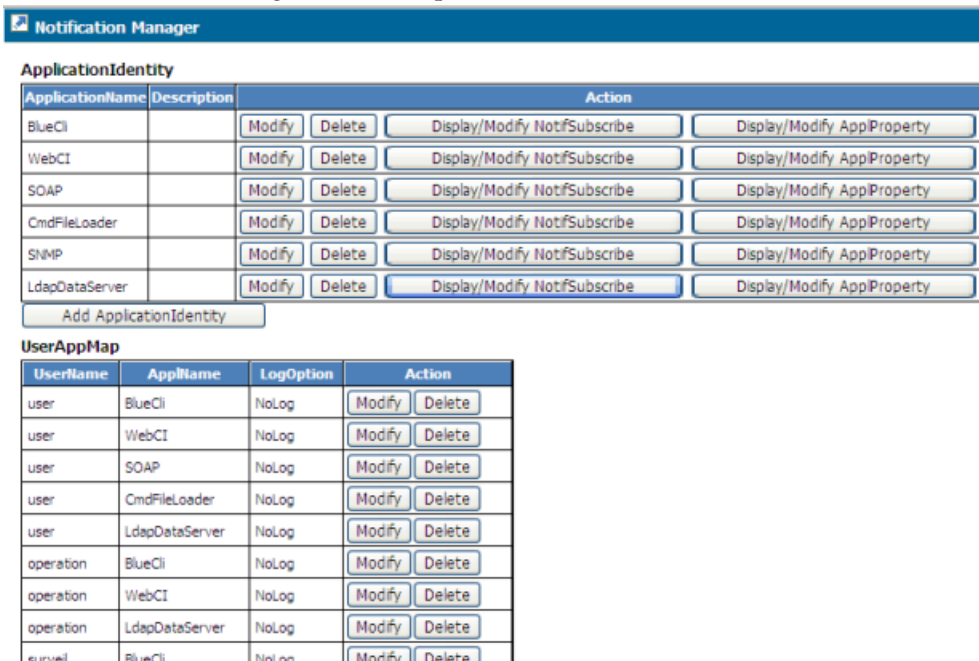 Notification Manager
ApplicationIdentity
ApplicationName Description Action
BlueCli Modify Delete Display/Modify NotifSubscribe Display/Modify ApplProperty
WebCI Modify Delete Display/Modify NotifSubscribe Display/Modify ApplProperty
SOAP Modify Delete Display/Modify NotifSubscribe Display/Modify ApplProperty
CmdFileLoader Modify Delete Display/Modify NotifSubscribe Display/Modify ApplProperty
SNMP Modify Delete Display/Modify NotifSubscribe Display/Modify ApplProperty
LdapDataServer Modify Delete Display/Modify NotifSubscribe Display/Modify ApplProperty
Add ApplicationIdentity
UserAppMap
UserName ApplName LogOption Action
user BlueCli NoLog Modify Delete
user WebCI NoLog Modify Delete
user SOAP NoLog Modify Delete
user CmdFileLoader NoLog Modify Delete
user LdapDataServer NoLog Modify Delete
operation BlueCli NoLog Modify Delete
operation WebCI NoLog Modify Delete
operation LdapDataServer NoLog Modify Delete
surveil BlueCli NoLog Modify Delete